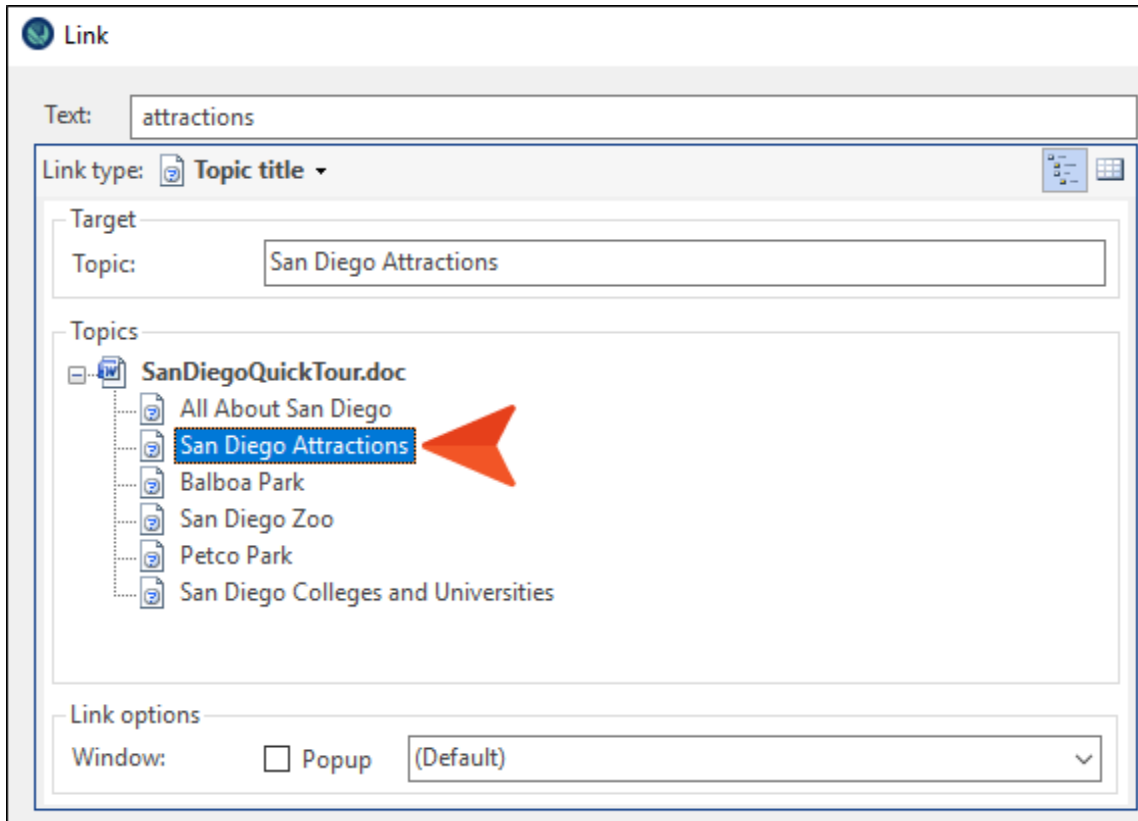 Link
Text: attractions
Link type: Topic title
Target
Topic: San Diego Attractions
Topics
SanDiegoQuickTour.doc
All About San Diego
San Diego Attractions
Balboa Park
San Diego Zoo
Petco Park
San Diego Colleges and Universities
Link options
Window: Popup (Default)